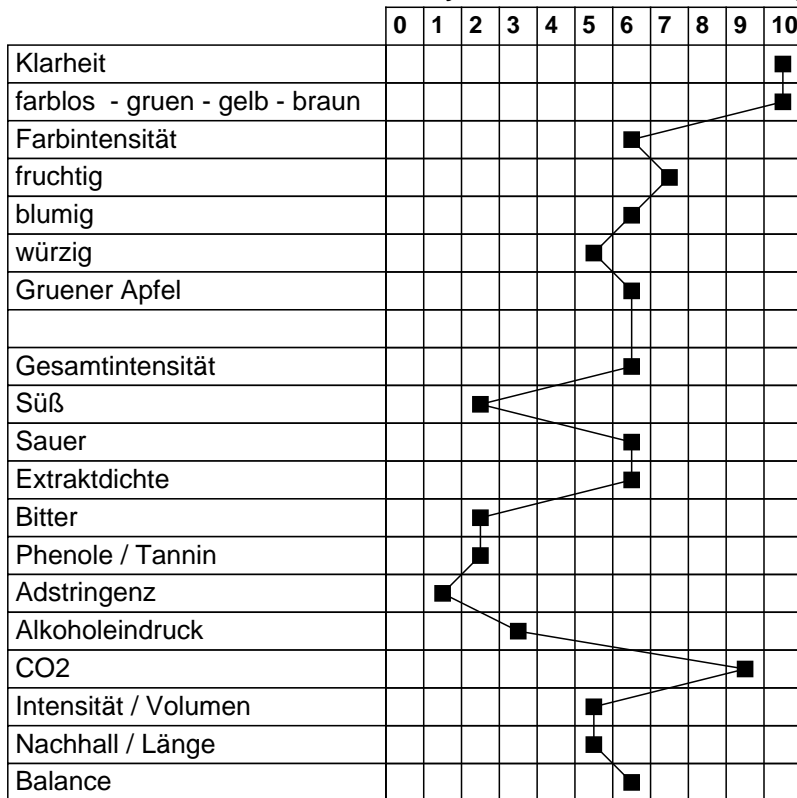 0 1 2 3 4 5 6 7 8 9 10
Klarheit
farblos - gruen - gelb - braun
Farbintensität
fruchtig
blumig
würzig
Gruener Apfel
Gesamtintensität
Süß
Sauer
Extraktdichte
Bitter
Phenole / Tannin
Adstringenz
Alkoholeindruck
CO2
Intensität / Volumen
Nachhall / Länge
Balance